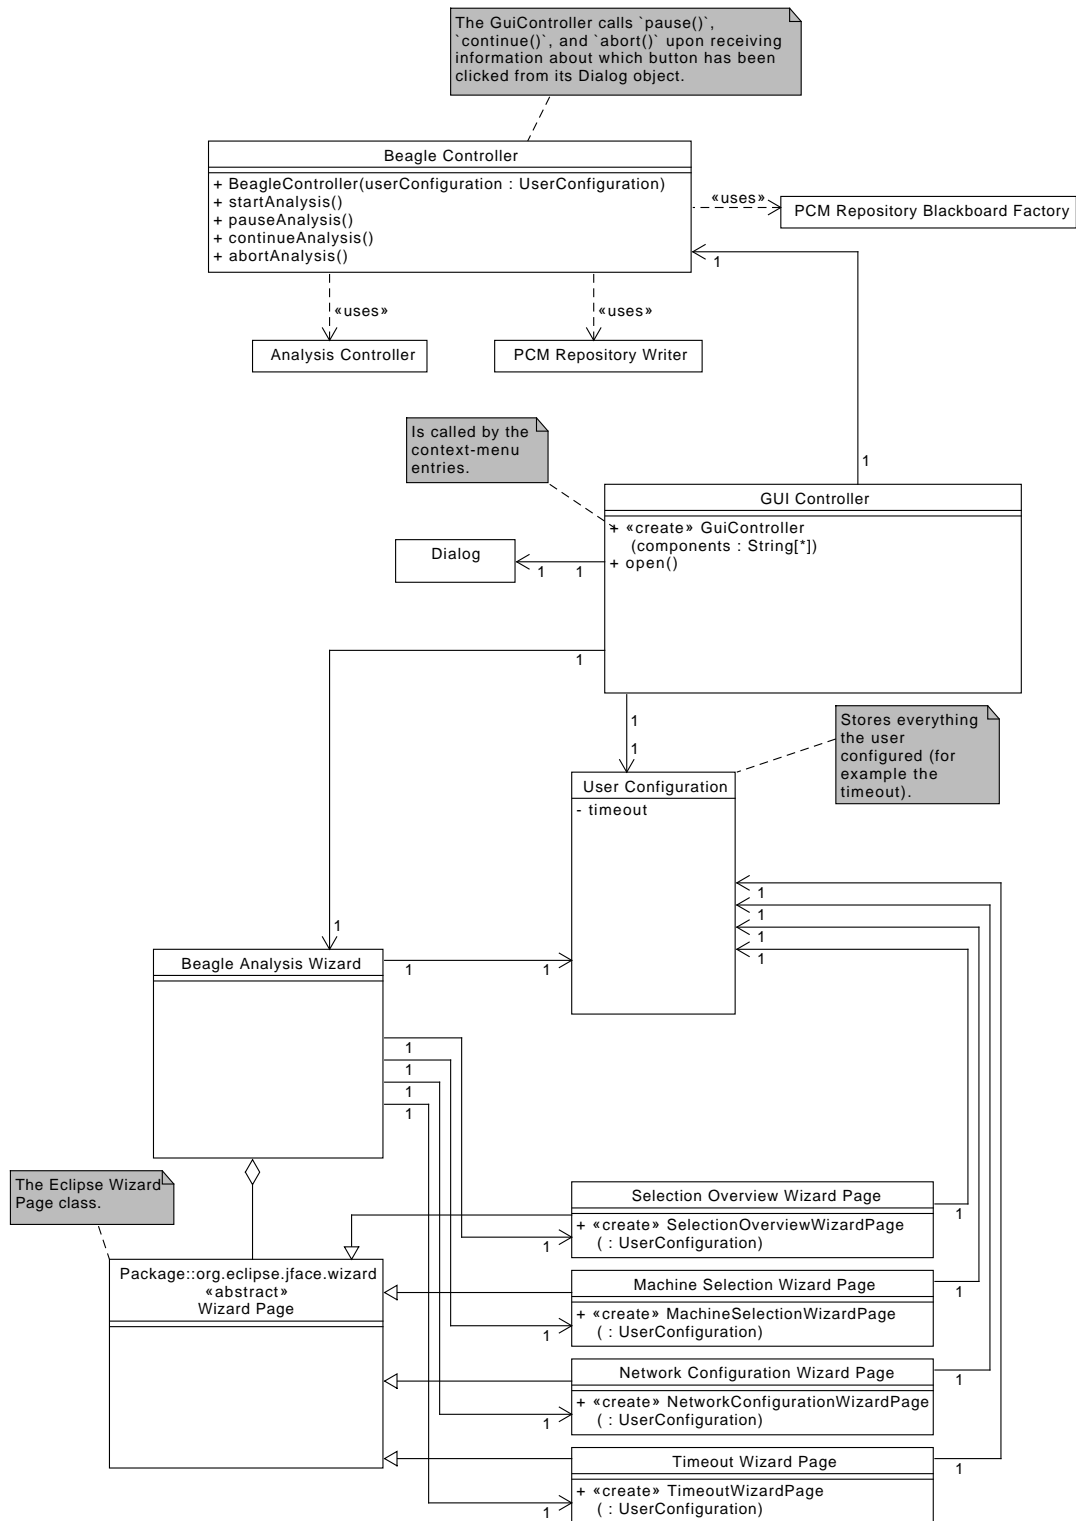 The GuiController calls `pause()`,
`continue()`, and `abort()` upon receiving
information about which button has been
clicked from its Dialog object.
Beagle Controller
+ BeagleController(userConfiguration : UserConfiguration)
+ startAnalysis()
+ pauseAnalysis()
+ continueAnalysis()
+ abortAnalysis()
«uses»
PCM Repository Blackboard Factory
1
«uses»
«uses»
Analysis Controller
PCM Repository Writer
Is called by the
context-menu
entries.
1
GUI Controller
+ «create» GuiController
(components : String[*])
+ open()
Dialog
1
1
1
1
1
Stores everything
the user
configured (for
example the
timeout).
User Configuration
- timeout
1
1
1
1
1
Beagle Analysis Wizard
1
1
1
1
1
1
The Eclipse Wizard
Page class.
Package::org.eclipse.jface.wizard
«abstract»
Wizard Page
Selection Overview Wizard Page
+ «create» SelectionOverviewWizardPage
( : UserConfiguration)
1
1
Machine Selection Wizard Page
+ «create» MachineSelectionWizardPage
( : UserConfiguration)
1
1
Network Configuration Wizard Page
+ «create» NetworkConfigurationWizardPage
( : UserConfiguration)
1
1
Timeout Wizard Page
+ «create» TimeoutWizardPage
( : UserConfiguration)
1
1